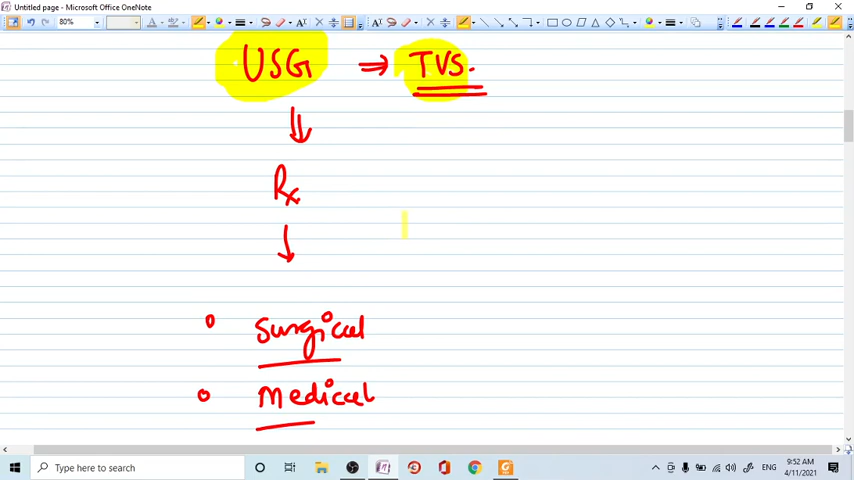 Untitled page - Microsoft Office OneNote
80%
USG ⇒ TVS.
Rx
Surgical
Medical
Type here to search
ENG
9:52 AM
4/11/2021